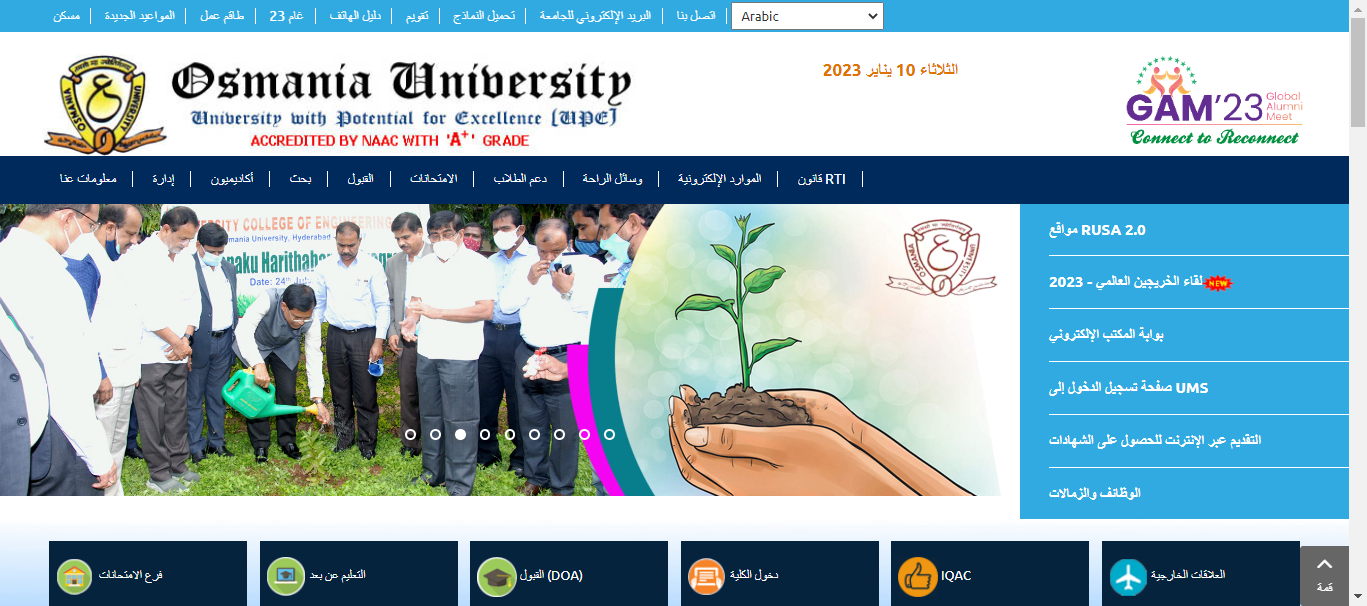 مسكن
المواعيد الجديدة
طاقم عمل
غام 23
دليل الهاتف
تقويم
تحميل النماذج
البريد الإلكتروني للجامعة
اتصل بنا
Arabic
Osmania University
University with Potential for Excellence (UPE)
ACCREDITED BY NAAC WITH 'A+' GRADE
الثلاثاء 10 يناير 2023
GAM'23 Global Alumni Meet
Connect to Reconnect
معلومات عنا
إدارة
أكاديميون
بحث
القبول
الامتحانات
دعم الطلاب
وسائل الراحة
الموارد الإلكترونية
قانون RTI
VERSITY COLLEGE OF ENGINEERING
smania University, Hyderabad
Date: 24
مواقع RUSA 2.0
لقاء الخريجين العالمي - 2023 NEW
بوابة المكتب الإلكتروني
صفحة تسجيل الدخول إلى UMS
التقديم عبر الإنترنت للحصول على الشهادات
الوظائف والزمالات
فرع الامتحانات
التعليم عن بعد
القبول (DOA)
دخول الكلية
IQAC
العلاقات الخارجية
قمة